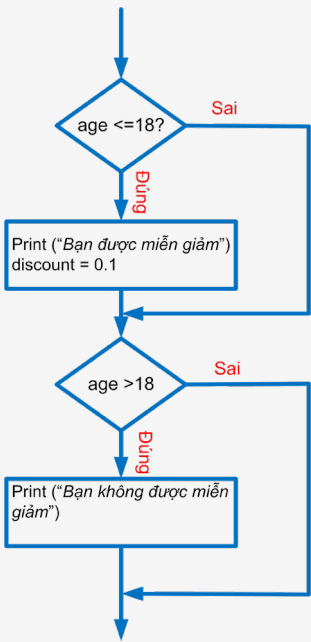 Sai
age <=18?
Đúng
Print (“Bạn được miễn giảm”)
discount = 0.1
Sai
age >18
Đúng
Print (“Bạn không được miễn
giảm”)